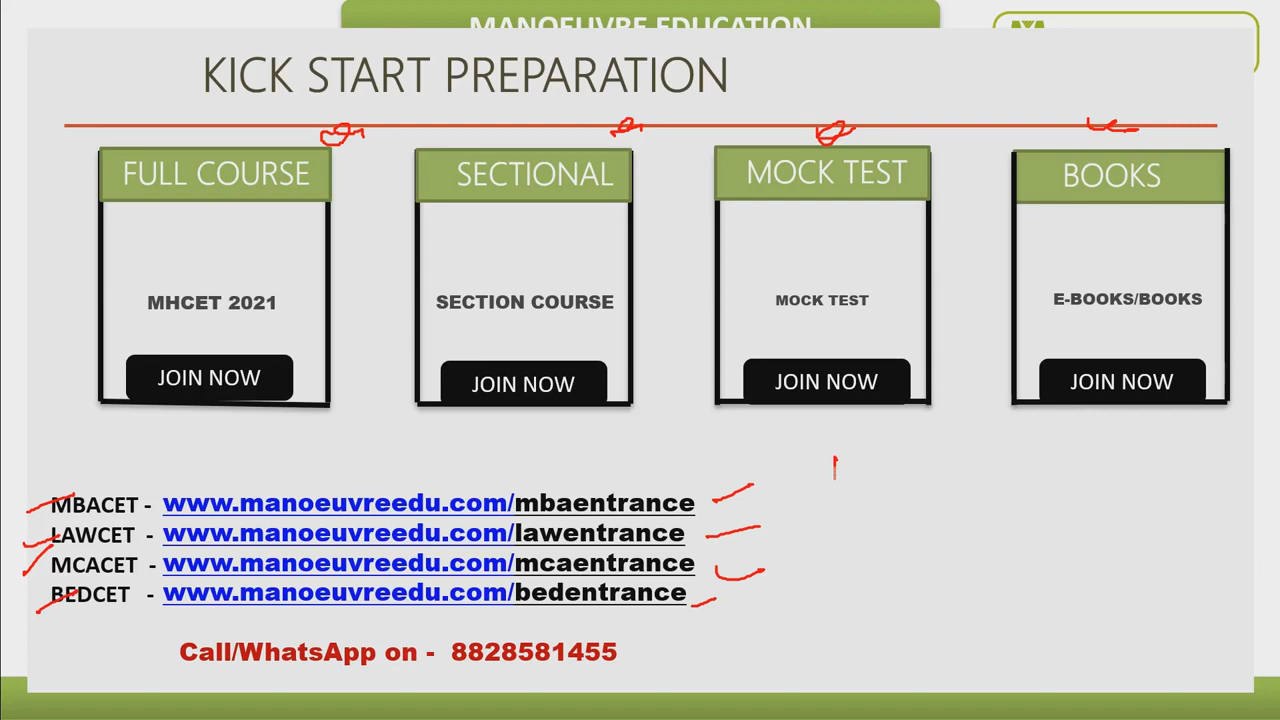 MANOEUVRE EDUCATION
KICK START PREPARATION
FULL COURSE
MHCET 2021
JOIN NOW
SECTIONAL
SECTION COURSE
JOIN NOW
MOCK TEST
MOCK TEST
JOIN NOW
BOOKS
E-BOOKS/BOOKS
JOIN NOW
MBACET - www.manoeuvreedu.com/mbaentrance
LAWCET - www.manoeuvreedu.com/lawentrance
MCACET - www.manoeuvreedu.com/mcaentrance
BEDCET - www.manoeuvreedu.com/bedentrance
Call/WhatsApp on - 8828581455